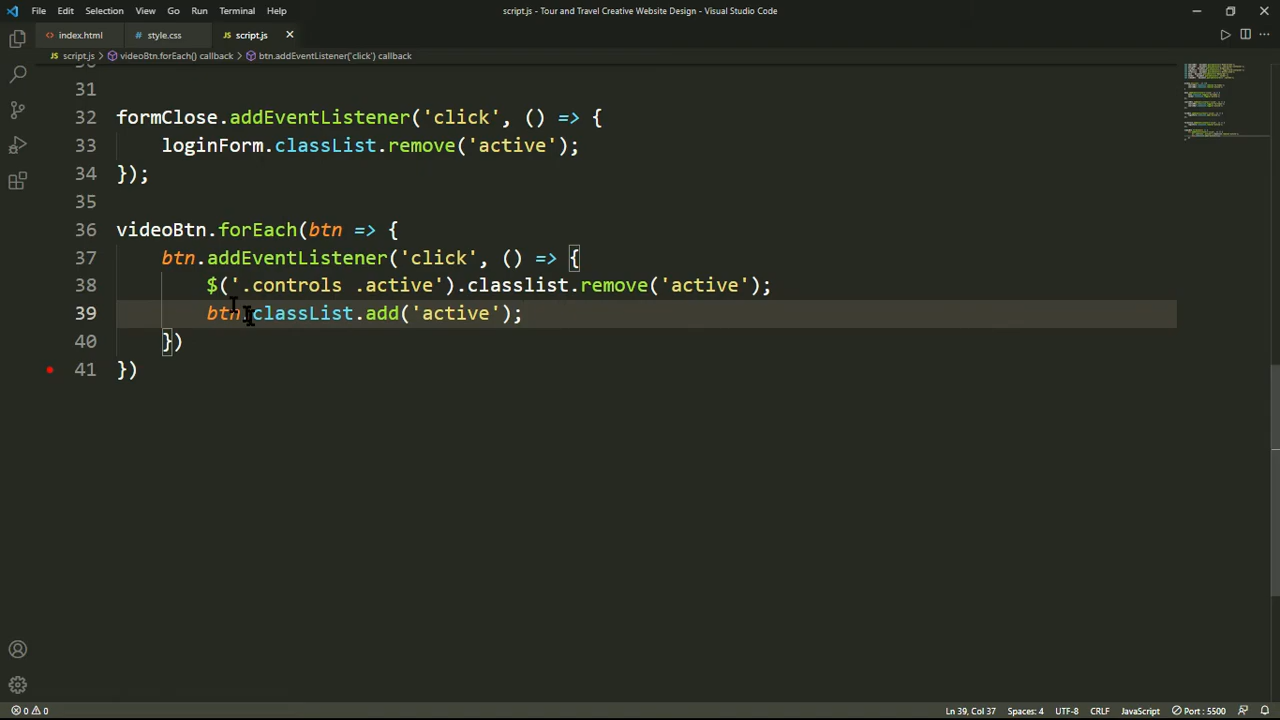 File Edit Selection View Go Run Terminal Help script.js - Tour and Travel Creative Website Design - Visual Studio Code
index.html style.css JS script.js
JS script.js > videoBtn.forEach() callback > btn.addEventListener('click') callback
31
32 formClose.addEventListener('click', () => {
33 loginForm.classList.remove('active');
34 });
35
36 videoBtn.forEach(btn => {
37 btn.addEventListener('click', () => {
38 $('.controls .active').classlist.remove('active');
39 btn.classList.add('active');
40 })
41 })
0 0 Ln 39, Col 37 Spaces: 4 UTF-8 CRLF JavaScript Port : 5500